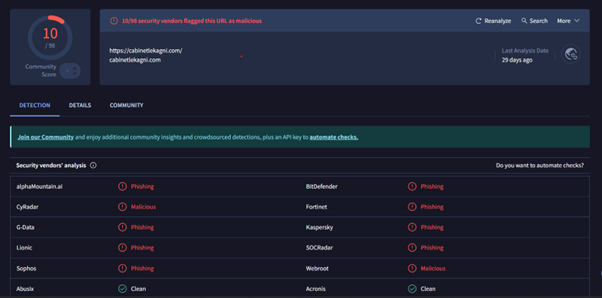 10/98 security vendors flagged this URL as malicious
Reanalyze
Search
More
10
/ 98
Community
Score
https://cabinetlekagni.com/
cabinetlekagni.com
Last Analysis Date
29 days ago
DETECTION
DETAILS
COMMUNITY
Join our Community and enjoy additional community insights and crowdsourced detections, plus an API key to automate checks.
Security vendors' analysis
Do you want to automate checks?
alphaMountain.ai Phishing BitDefender Phishing
CyRadar Malicious Fortinet Phishing
G-Data Phishing Kaspersky Phishing
Lionic Phishing SOCRadar Phishing
Sophos Phishing Webroot Malicious
Abusix Clean Acronis Clean